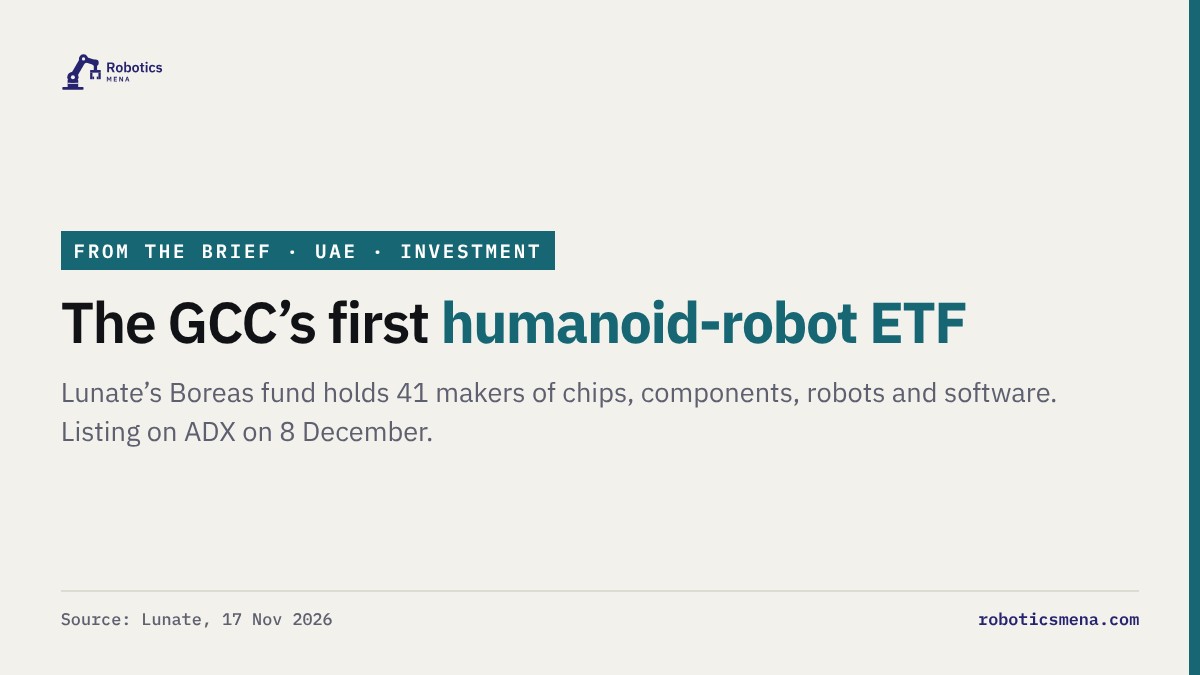 Robotics
MENA
FROM THE BRIEF · UAE · INVESTMENT
The GCC’s first humanoid-robot ETF
Lunate’s Boreas fund holds 41 makers of chips, components, robots and software.
Listing on ADX on 8 December.
Source: Lunate, 17 Nov 2026
roboticsmena.com